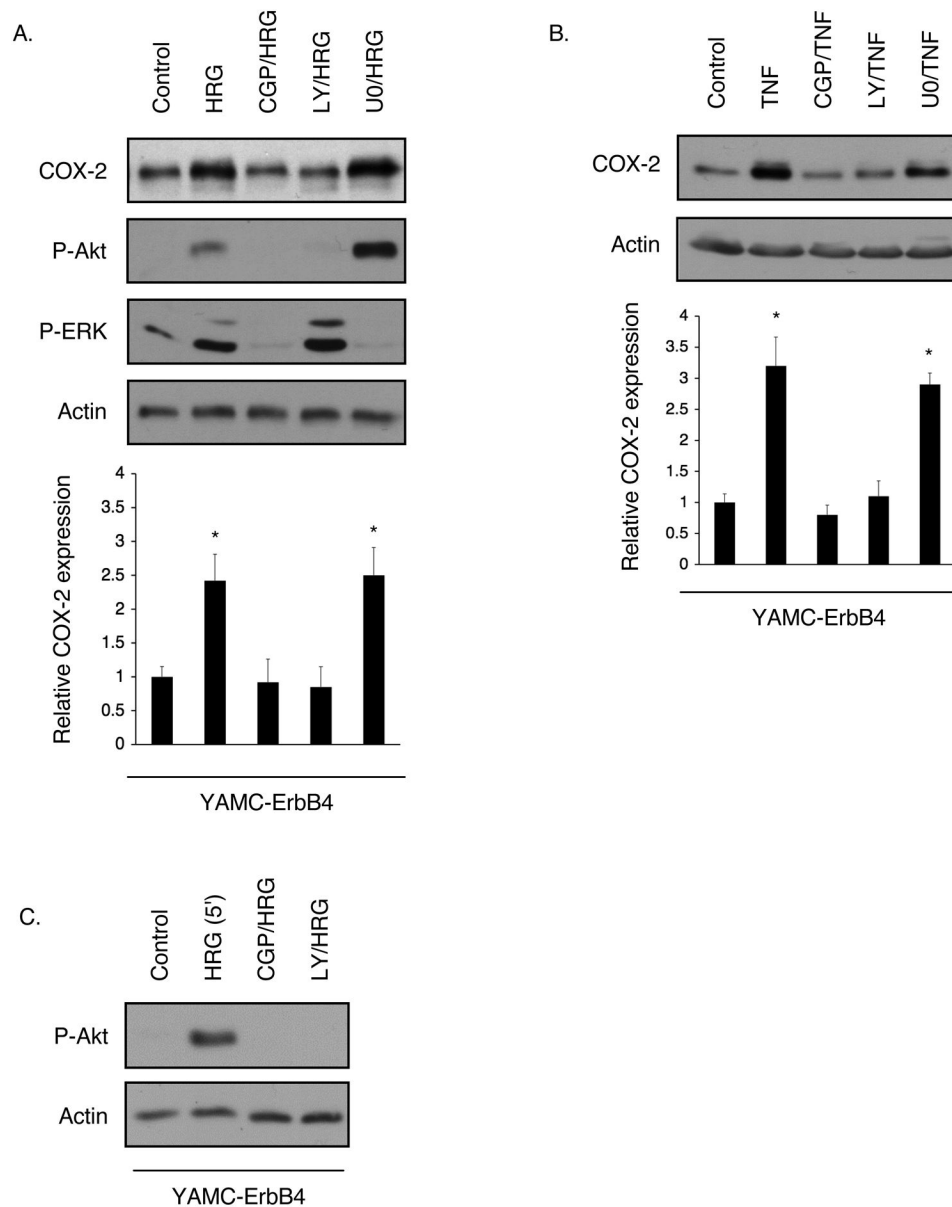 A.
Control
HRG
CGP/HRG
LY/HRG
U0/HRG
COX-2
P-Akt
P-ERK
Actin
Relative COX-2 expression
4
3.5
3
2.5
2
1.5
1
0.5
0
*
*
YAMC-ErbB4
B.
Control
TNF
CGP/TNF
LY/TNF
U0/TNF
COX-2
Actin
Relative COX-2 expression
4
3.5
3
2.5
2
1.5
1
0.5
0
*
*
YAMC-ErbB4
C.
Control
HRG (5')
CGP/HRG
LY/HRG
P-Akt
Actin
YAMC-ErbB4